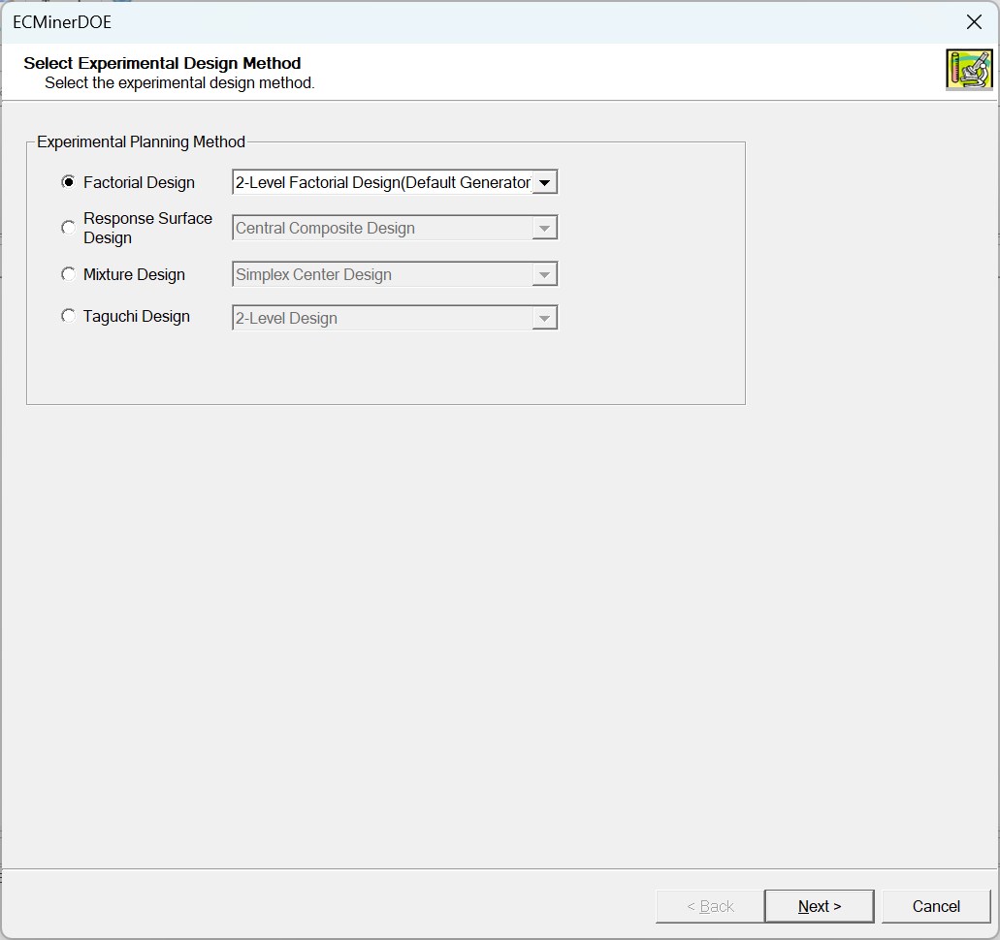 ECMinerDOE
Select Experimental Design Method
Select the experimental design method.
Experimental Planning Method
Factorial Design
2-Level Factorial Design(Default Generator
Response Surface
Design
Central Composite Design
Mixture Design
Simplex Center Design
Taguchi Design
2-Level Design
< Back
Next >
Cancel